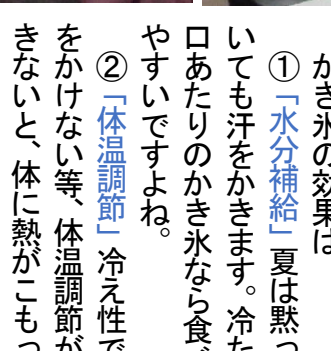 かき氷の効果は
①「水分補給」夏は黙っ
いても汗をかきます。冷た
口あたりのかき氷なら食べ
やすいですよね。
②「体温調節」冷え性で
をかけない等、体温調節が
きないと、体に熱がこもっ